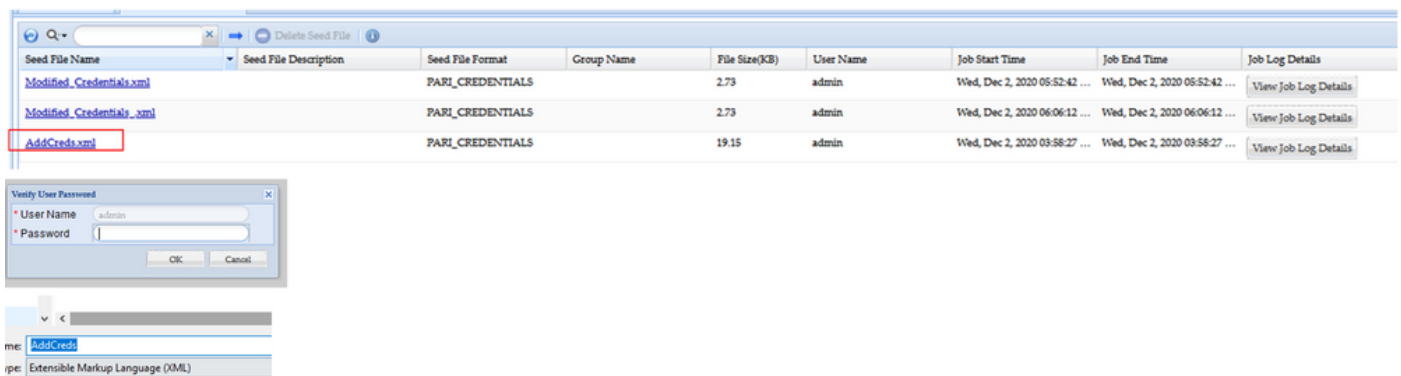 Delete Seed File
Seed File Name Seed File Description Seed File Format Group Name File Size(KB) User Name Job Start Time Job End Time Job Log Details
Modified_Credentials.xml PARI_CREDENTIALS 2.73 admin Wed, Dec 2, 2020 05:52:42 ... Wed, Dec 2, 2020 05:52:42 ... View Job Log Details
Modified_Credentials_.xml PARI_CREDENTIALS 2.73 admin Wed, Dec 2, 2020 06:06:12 ... Wed, Dec 2, 2020 06:06:12 ... View Job Log Details
AddCreds.xml PARI_CREDENTIALS 19.15 admin Wed, Dec 2, 2020 03:58:27 ... Wed, Dec 2, 2020 03:58:27 ... View Job Log Details
Verify User Password
* User Name admin
* Password
OK Cancel
me: AddCreds
ype: Extensible Markup Language (XML)